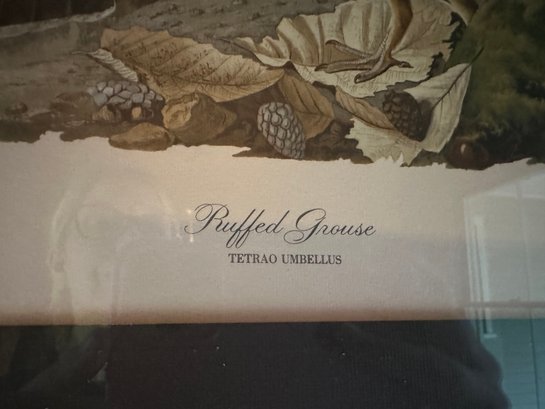 Ruffed Grouse
TETRAO UMBELLUS